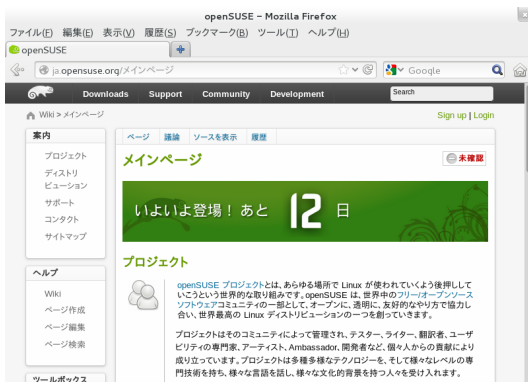 openSUSE - Mozilla Firefox
ファイル(F) 編集(E) 表示(V) 履歴(S) ブックマーク(B) ツール(T) ヘルプ(H)
openSUSE
ja.opensuse.org/メインページ
Google
Downloads Support Community Development Search
Wiki > メインページ
Sign up | Login
案内
プロジェクト
ディストリ
ビューション
サポート
コンタクト
サイトマップ
ヘルプ
Wiki
ページ作成
ページ編集
ページ検索
ツールボックス
ページ 議論 ソースを表示 履歴
メインページ
未確認
いよいよ登場！あと 12 日
プロジェクト
openSUSE プロジェクトとは、あらゆる場所で Linux が使われていくよう後押しして
いこうという世界的な取り組みです。openSUSE は、世界中のフリー/オープンソース
ソフトウェアコミュニティの一部として、オープンに、透明に、友好的なやり方で協力し
合い、世界最高の Linux ディストリビューションの一つを創っていきます。
プロジェクトはそのコミュニティによって管理され、テスター、ライター、翻訳者、ユーザ
ビリティの専門家、アーティスト、Ambassador、開発者など、個々人からの貢献により
成り立っています。プロジェクトは多種多様なテクノロジーを、そして様々なレベルの専
門技術を持ち、様々な言語を話し、様々な文化的背景を持つ人々を受け入れます。